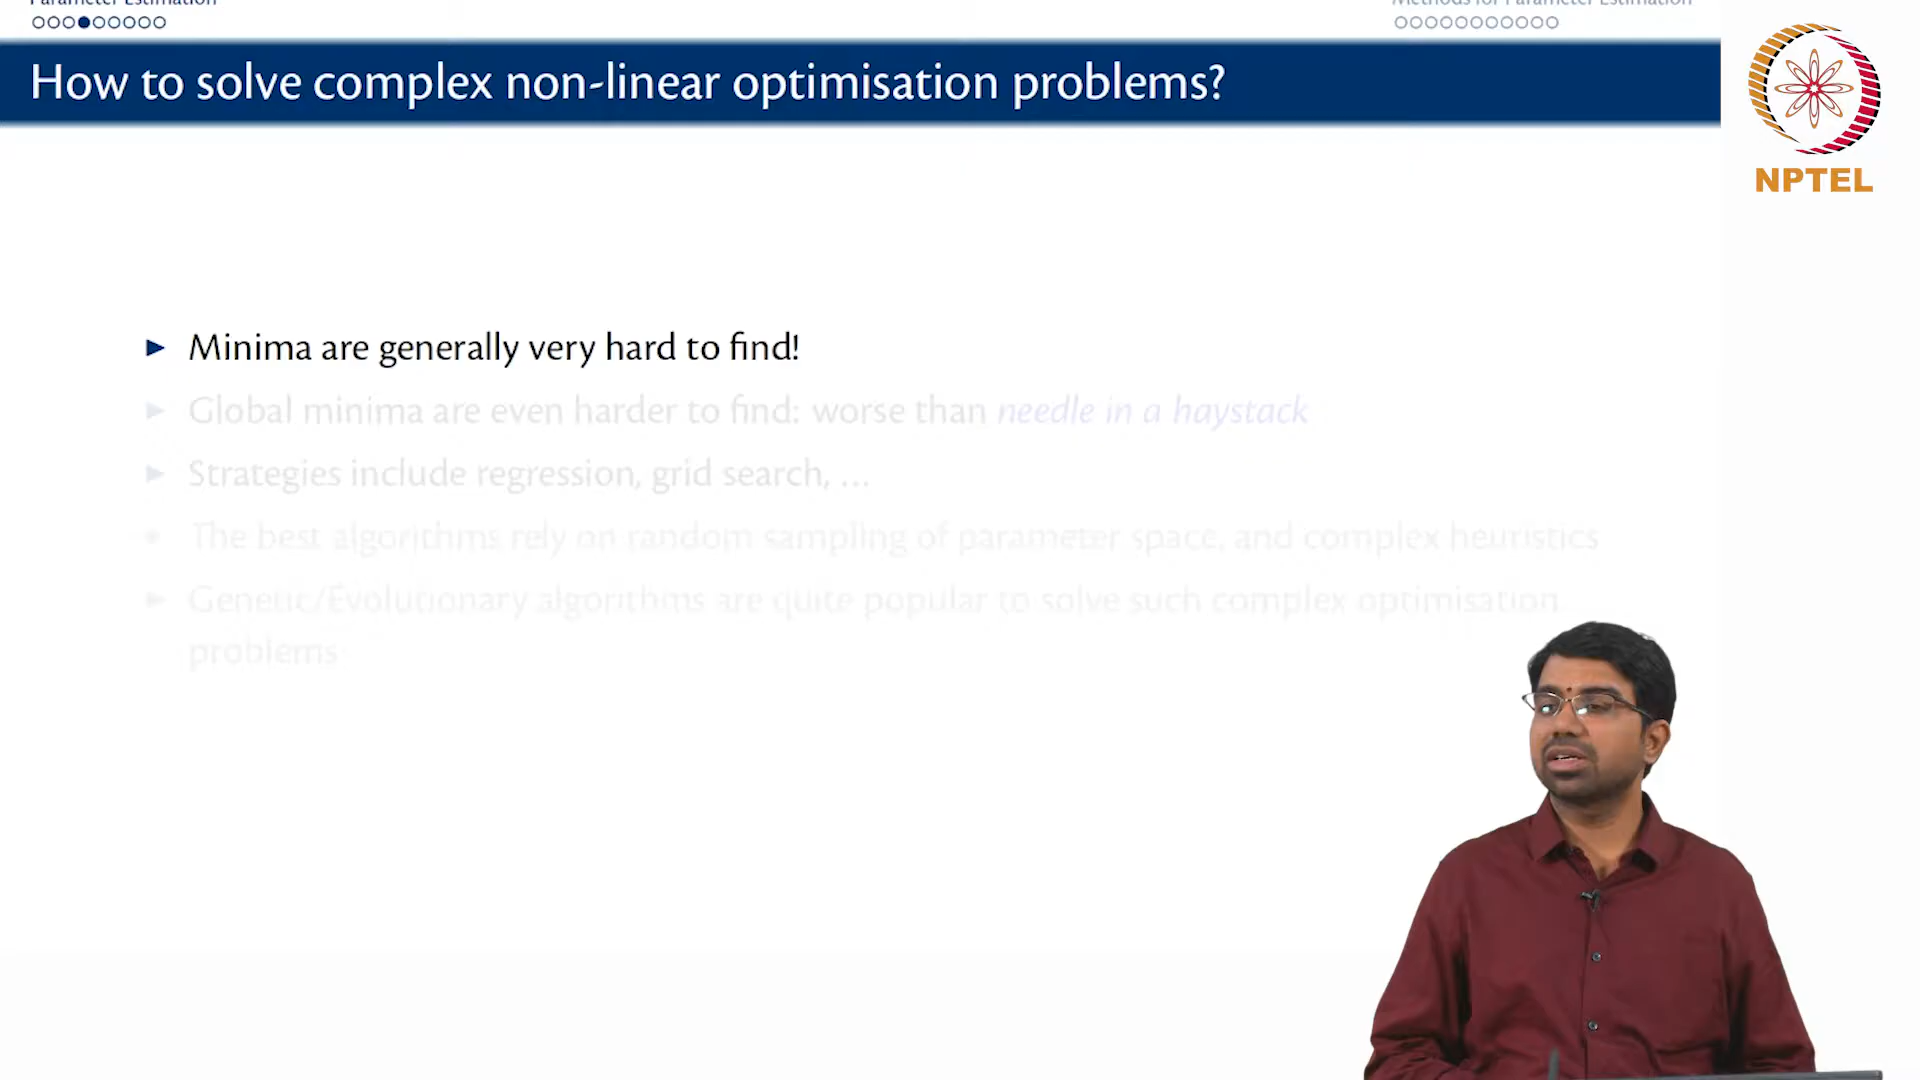 Parameter Estimation
Methods for Parameter Estimation
How to solve complex non-linear optimisation problems?
NPTEL
► Minima are generally very hard to find!
► Global minima are even harder to find: worse than needle in a haystack
► Strategies include regression, grid search, ...
► The best algorithms rely on random sampling of parameter space, and complex heuristics
► Genetic/Evolutionary algorithms are quite popular to solve such complex optimisation
problems